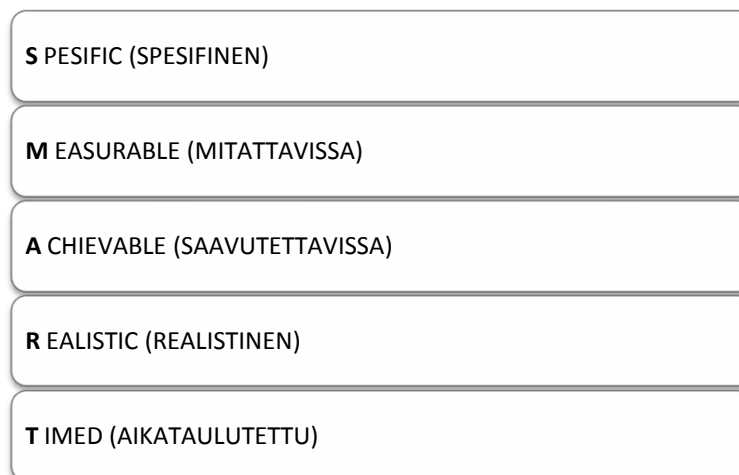 S PESIFIC (SPESIFINEN)
M EASURABLE (MITATTAVISSA)
A CHIEVABLE (SAAVUTETTAVISSA)
R EALISTIC (REALISTINEN)
T IMED (AIKATAULUTETTU)